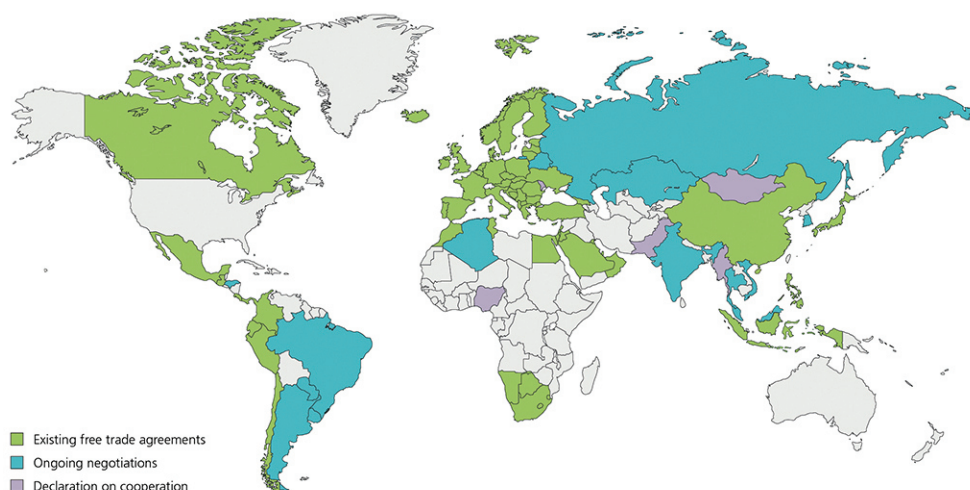 Existing free trade agreements
Ongoing negotiations
Declaration on cooperation